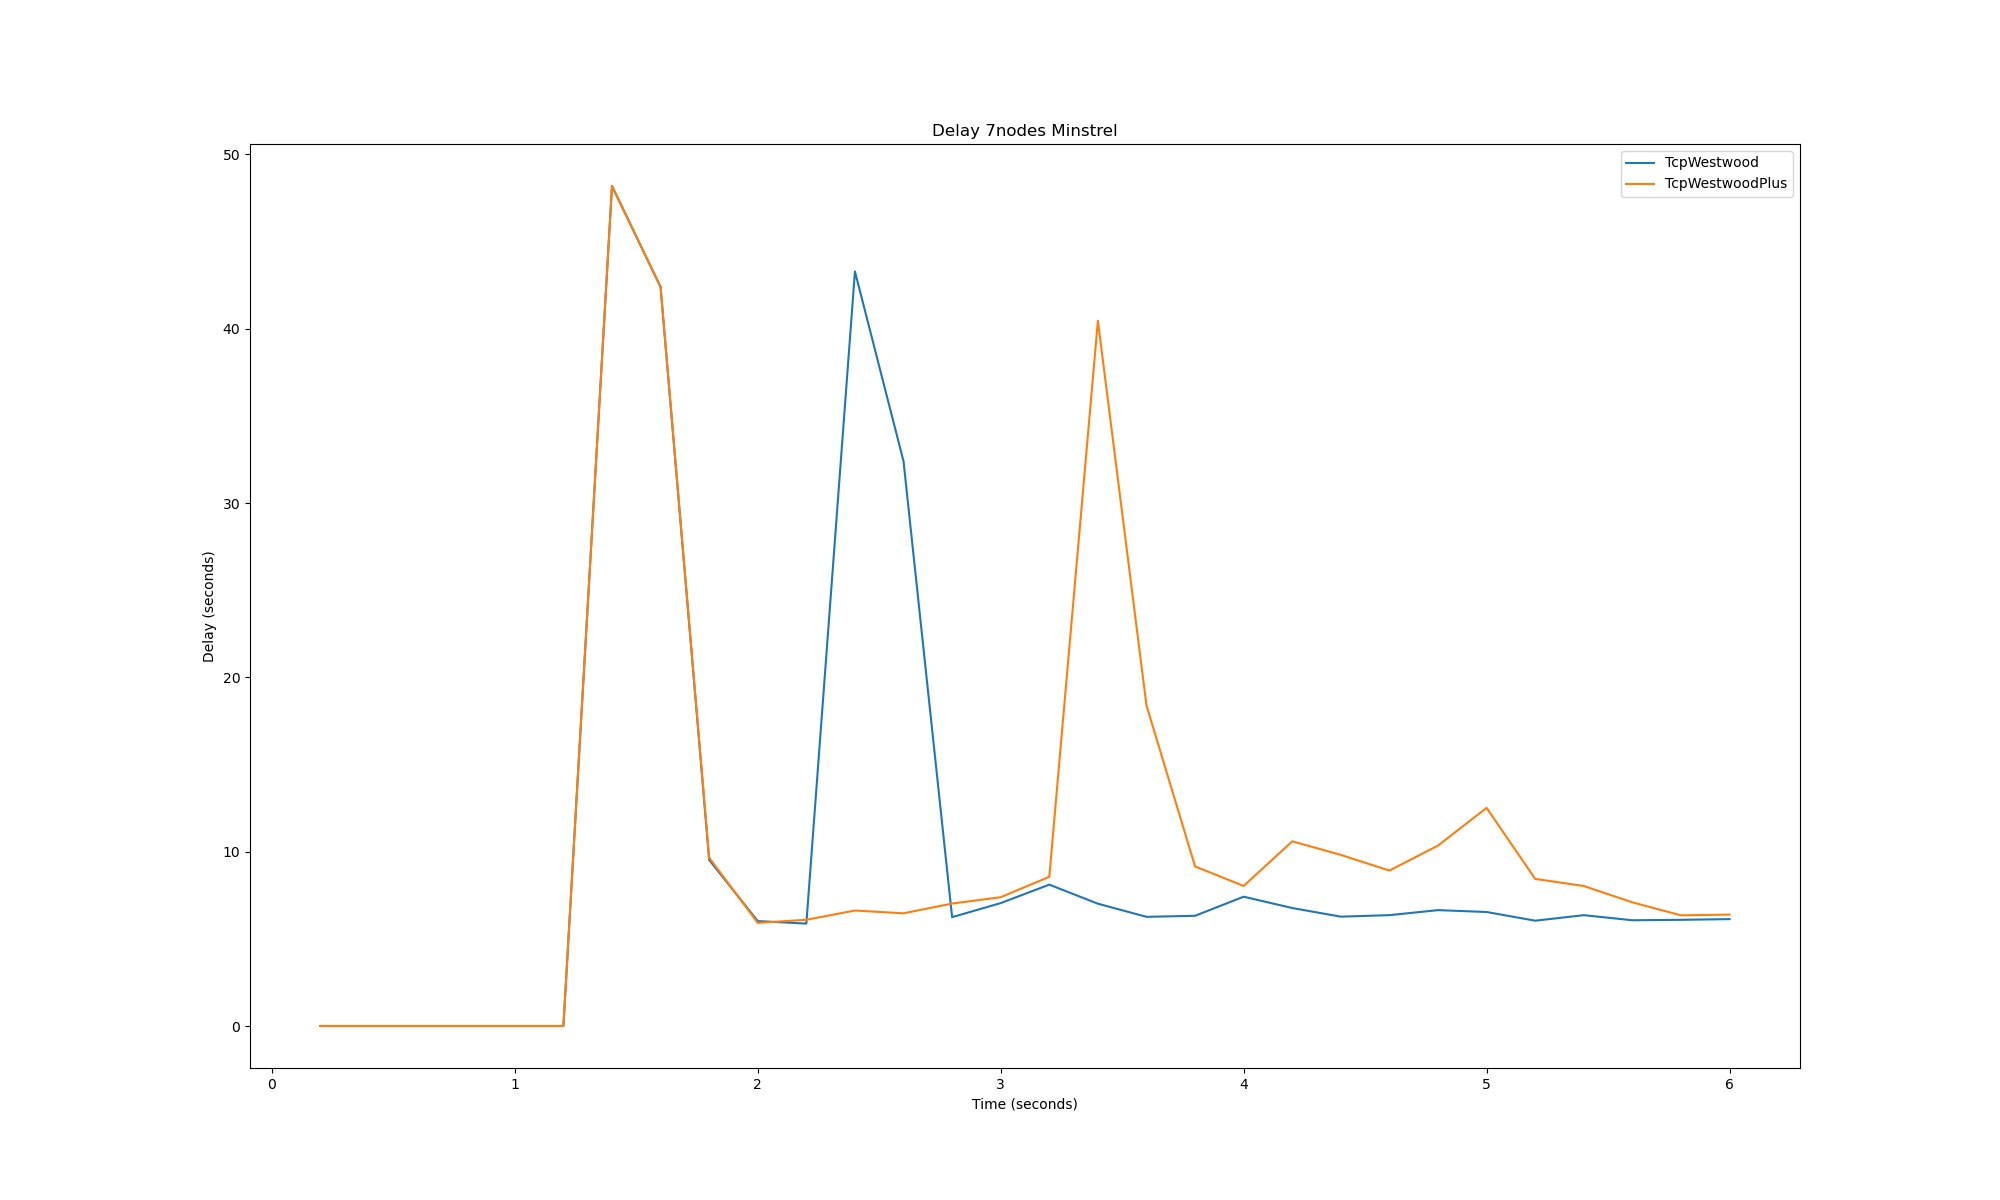 Delay 7nodes Minstrel
TcpWestwood
TcpWestwoodPlus
50
40
30
20
10
0
Delay (seconds)
0 1 2 3 4 5 6
Time (seconds)